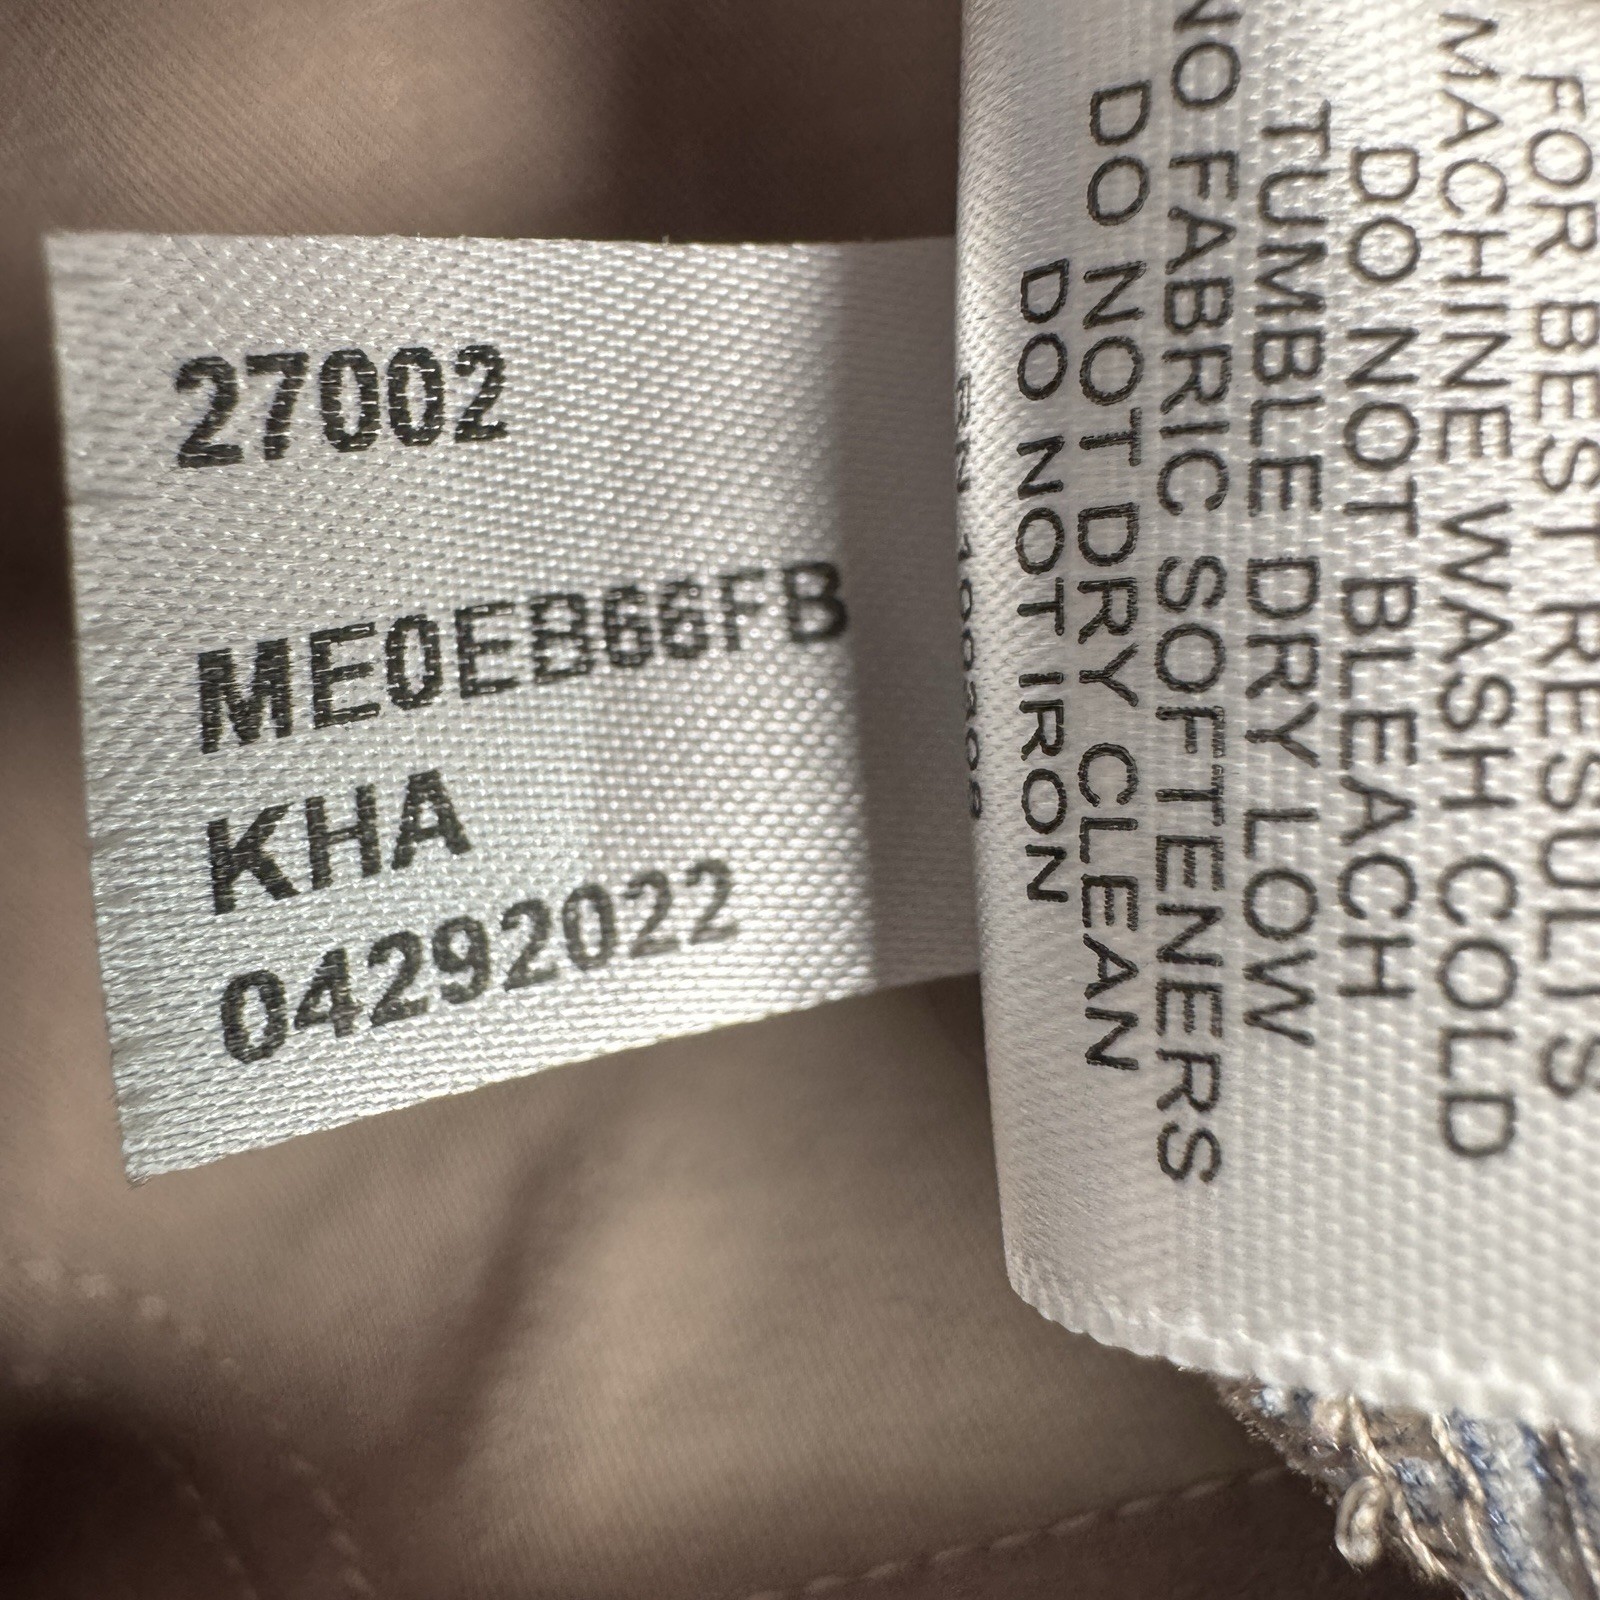 27002
ME0EB66FB
KHA
04292022
FOR BEST RESULTS
MACHINE WASH COLD
DO NOT BLEACH
TUMBLE DRY LOW
NO FABRIC SOFTENERS
DO NOT DRY CLEAN
DO NOT IRON